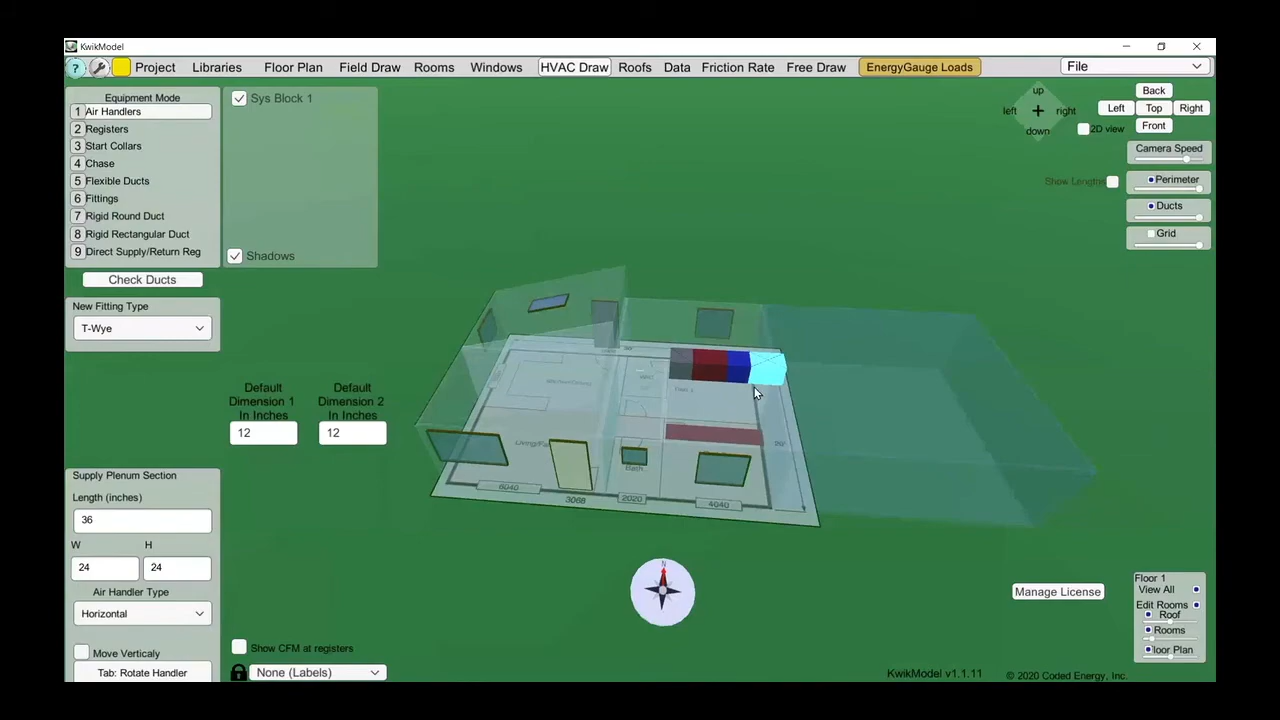 KwikModel
? Project Libraries Floor Plan Field Draw Rooms Windows HVAC Draw Roofs Data Friction Rate Free Draw EnergyGauge Loads File
Equipment Mode
1 Air Handlers
2 Registers
3 Start Collars
4 Chase
5 Flexible Ducts
6 Fittings
7 Rigid Round Duct
8 Rigid Rectangular Duct
9 Direct Supply/Return Reg
Check Ducts
New Fitting Type
T-Wye
Sys Block 1
Shadows
Default Dimension 1 In Inches
12
Default Dimension 2 In Inches
12
Supply Plenum Section
Length (inches)
36
W H
24 24
Air Handler Type
Horizontal
Move Verticaly
Tab: Rotate Handler
Show CFM at registers
None (Labels)
up
left right
down
2D view
Back
Left Top Right
Front
Camera Speed
Show Lengths
Perimeter
Ducts
Grid
Bath
6040
3068
2020
4040
N
Manage License
Floor 1
View All
Edit Rooms
Roof
Rooms
loor Plan
KwikModel v1.1.11
© 2020 Coded Energy, Inc.